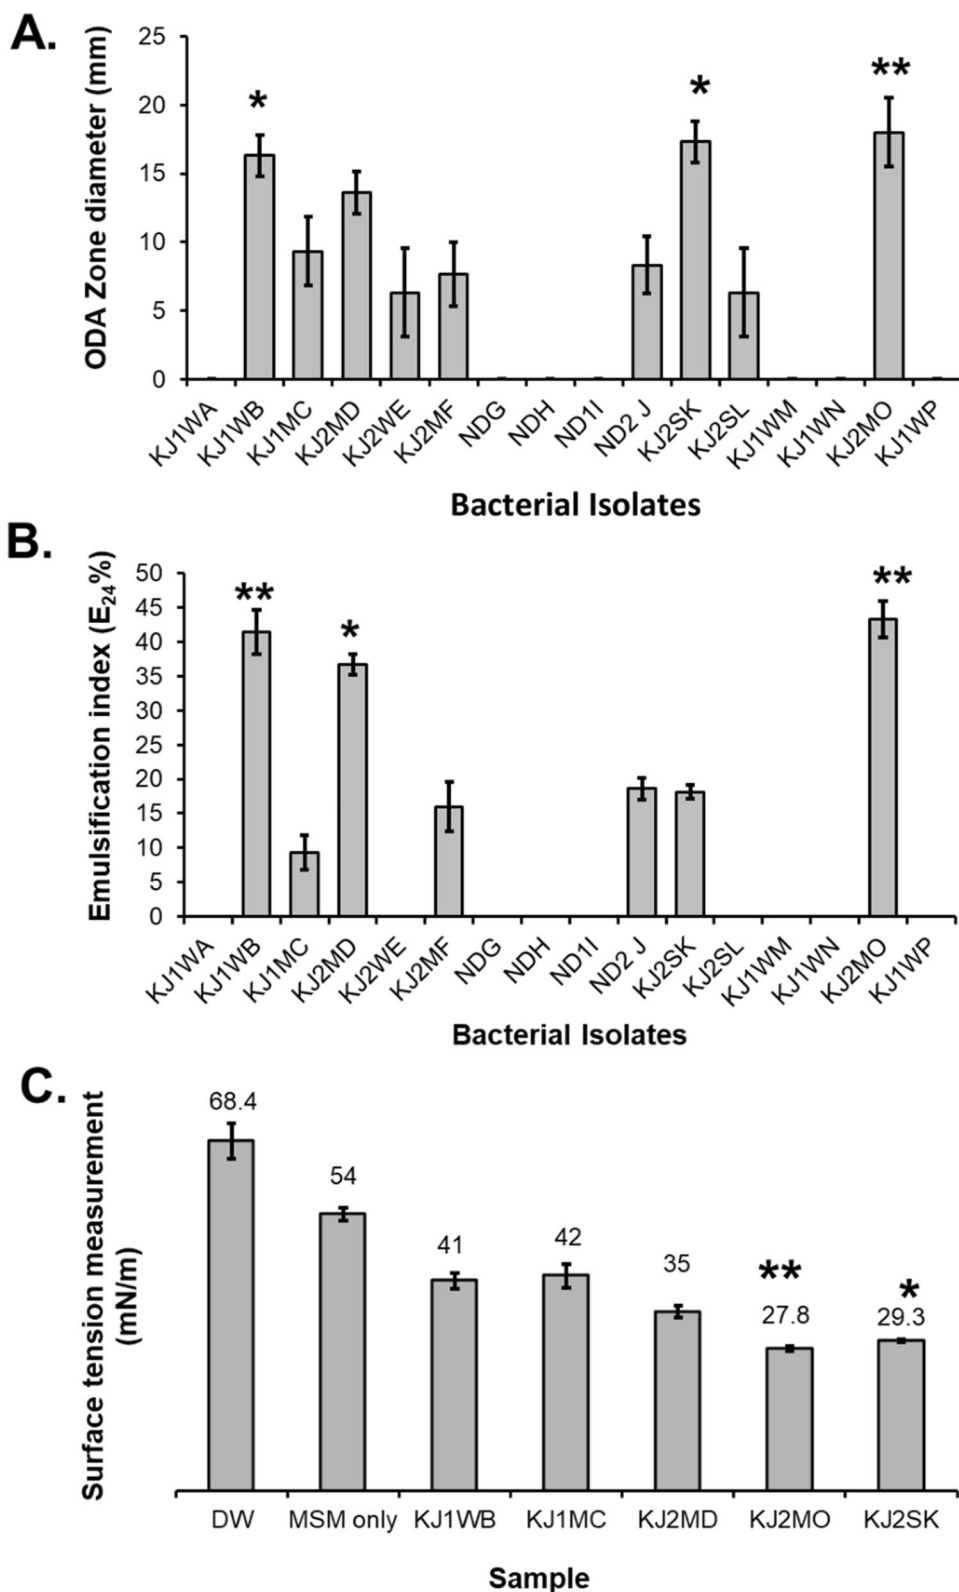 A.
ODA Zone diameter (mm)
25
20
15
10
5
0
*
*
**
KJ1WA
KJ1WB
KJ1MC
KJ2MD
KJ2WE
KJ2MF
NDG
NDH
ND1I
ND2 J
KJ2SK
KJ2SL
KJ1WM
KJ1WN
KJ2MO
KJ1WP
Bacterial Isolates
B.
Emulsification index (E24%)
50
45
40
35
30
25
20
15
10
5
0
**
*
**
KJ1WA
KJ1WB
KJ1MC
KJ2MD
KJ2WE
KJ2MF
NDG
NDH
ND1I
ND2 J
KJ2SK
KJ2SL
KJ1WM
KJ1WN
KJ2MO
KJ1WP
Bacterial Isolates
C.
Surface tension measurement
(mN/m)
68.4
54
41
42
35
**
27.8
*
29.3
DW
MSM only
KJ1WB
KJ1MC
KJ2MD
KJ2MO
KJ2SK
Sample